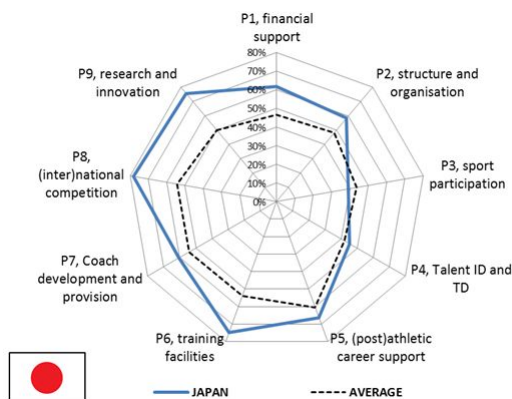 P1, financial
support
80%
70%
60%
50%
40%
30%
20%
10%
0%
P2, structure and
organisation
P3, sport
participation
P4, Talent ID and
TD
P5, (post)athletic
career support
P6, training
facilities
P7, Coach
development and
provision
P8,
(inter)national
competition
P9, research and
innovation
JAPAN
AVERAGE